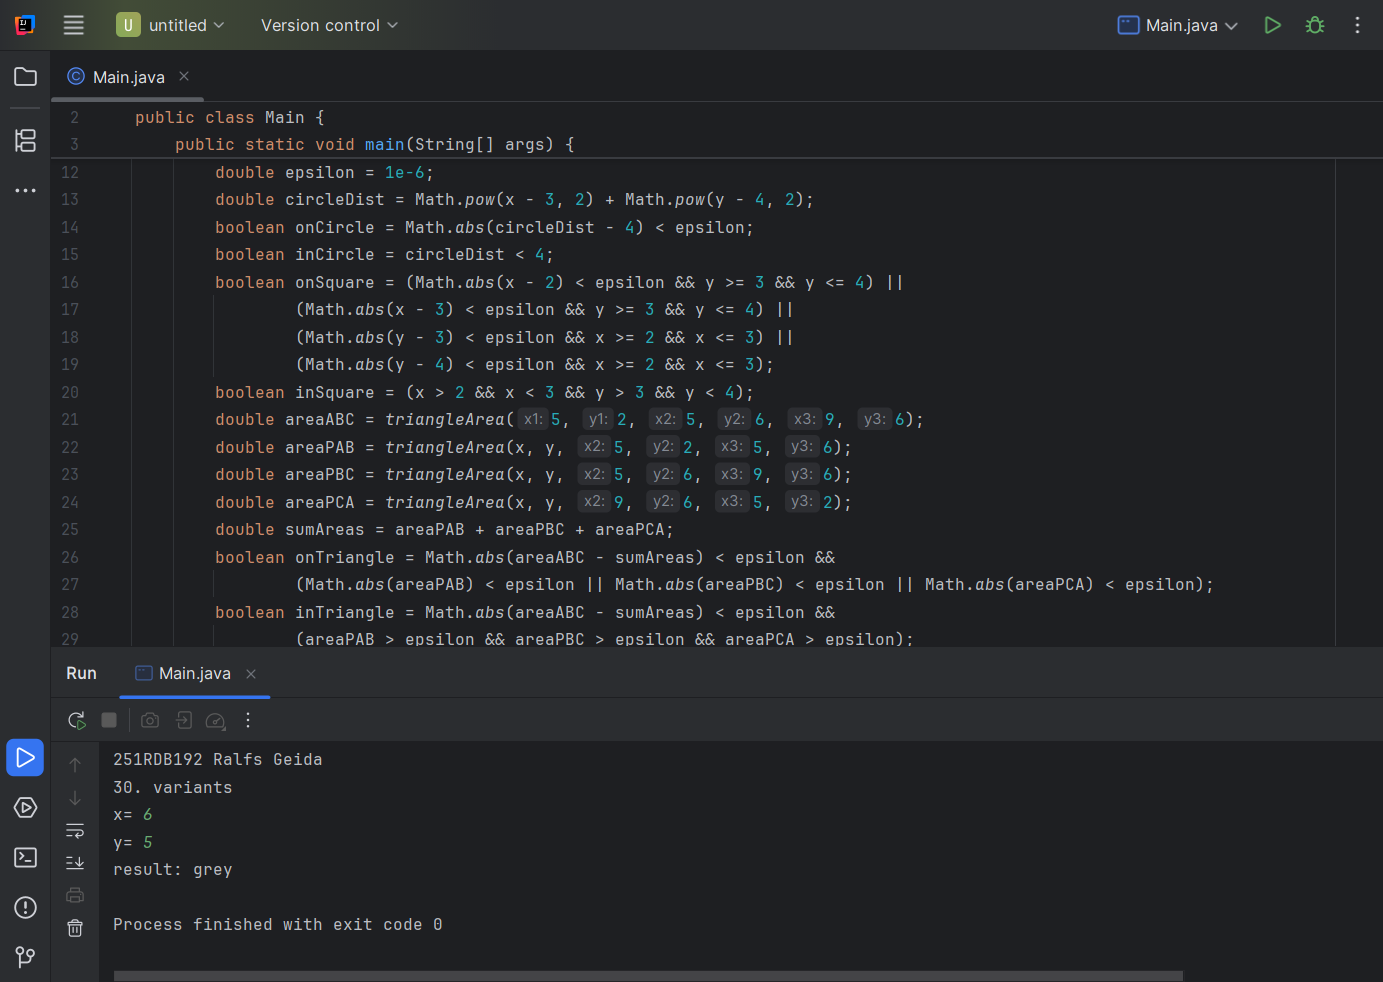 U untitled Version control Main.java
Main.java
2 public class Main {
3 public static void main(String[] args) {
12 double epsilon = 1e-6;
13 double circleDist = Math.pow(x - 3, 2) + Math.pow(y - 4, 2);
14 boolean onCircle = Math.abs(circleDist - 4) < epsilon;
15 boolean inCircle = circleDist < 4;
16 boolean onSquare = (Math.abs(x - 2) < epsilon && y >= 3 && y <= 4) ||
17 (Math.abs(x - 3) < epsilon && y >= 3 && y <= 4) ||
18 (Math.abs(y - 3) < epsilon && x >= 2 && x <= 3) ||
19 (Math.abs(y - 4) < epsilon && x >= 2 && x <= 3);
20 boolean inSquare = (x > 2 && x < 3 && y > 3 && y < 4);
21 double areaABC = triangleArea( x1: 5, y1: 2, x2: 5, y2: 6, x3: 9, y3: 6);
22 double areaPAB = triangleArea(x, y, x2: 5, y2: 2, x3: 5, y3: 6);
23 double areaPBC = triangleArea(x, y, x2: 5, y2: 6, x3: 9, y3: 6);
24 double areaPCA = triangleArea(x, y, x2: 9, y2: 6, x3: 5, y3: 2);
25 double sumAreas = areaPAB + areaPBC + areaPCA;
26 boolean onTriangle = Math.abs(areaABC - sumAreas) < epsilon &&
27 (Math.abs(areaPAB) < epsilon || Math.abs(areaPBC) < epsilon || Math.abs(areaPCA) < epsilon);
28 boolean inTriangle = Math.abs(areaABC - sumAreas) < epsilon &&
29 (areaPAB > epsilon && areaPBC > epsilon && areaPCA > epsilon);
Run Main.java
251RDB192 Ralfs Geida
30. variants
x= 6
y= 5
result: grey
Process finished with exit code 0